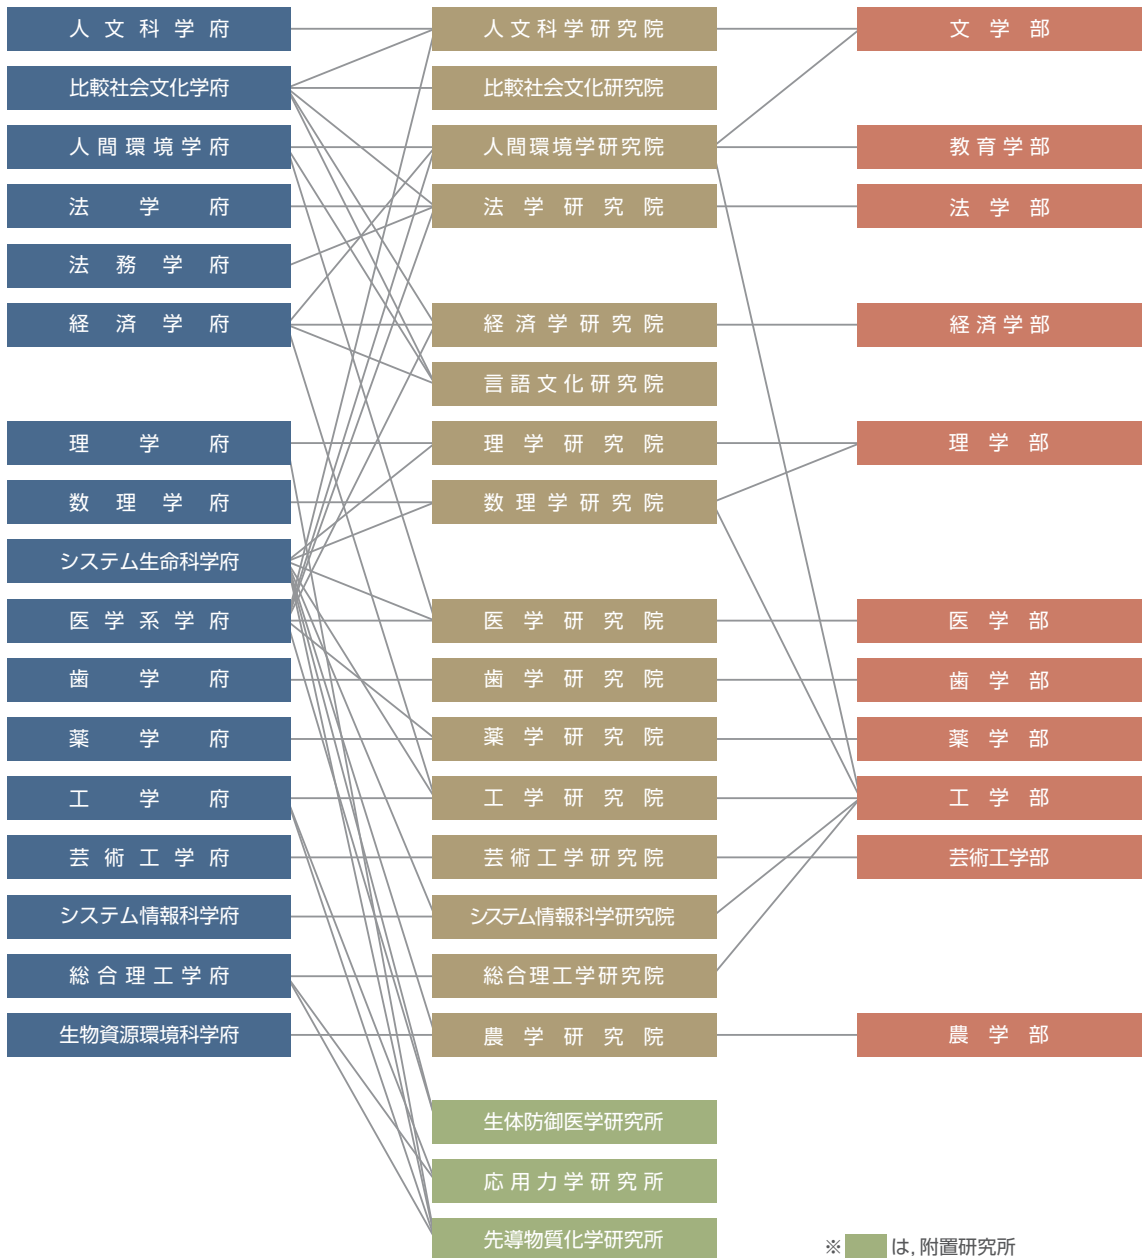 人文科学府
人文科学研究院
文学部
比較社会文化学府
比較社会文化研究院
人間環境学府
人間環境学研究院
教育学部
法学府
法学研究院
法学部
法務学府
経済学府
経済学研究院
経済学部
言語文化研究院
理学府
理学研究院
理学部
数理学府
数理学研究院
システム生命科学府
医学系学府
医学研究院
医学部
歯学府
歯学研究院
歯学部
薬学府
薬学研究院
薬学部
工学府
工学研究院
工学部
芸術工学府
芸術工学研究院
芸術工学部
システム情報科学府
システム情報科学研究院
総合理工学府
総合理工学研究院
生物資源環境科学府
農学研究院
農学部
生体防御医学研究所
応用力学研究所
先導物質化学研究所
※ は,附置研究所